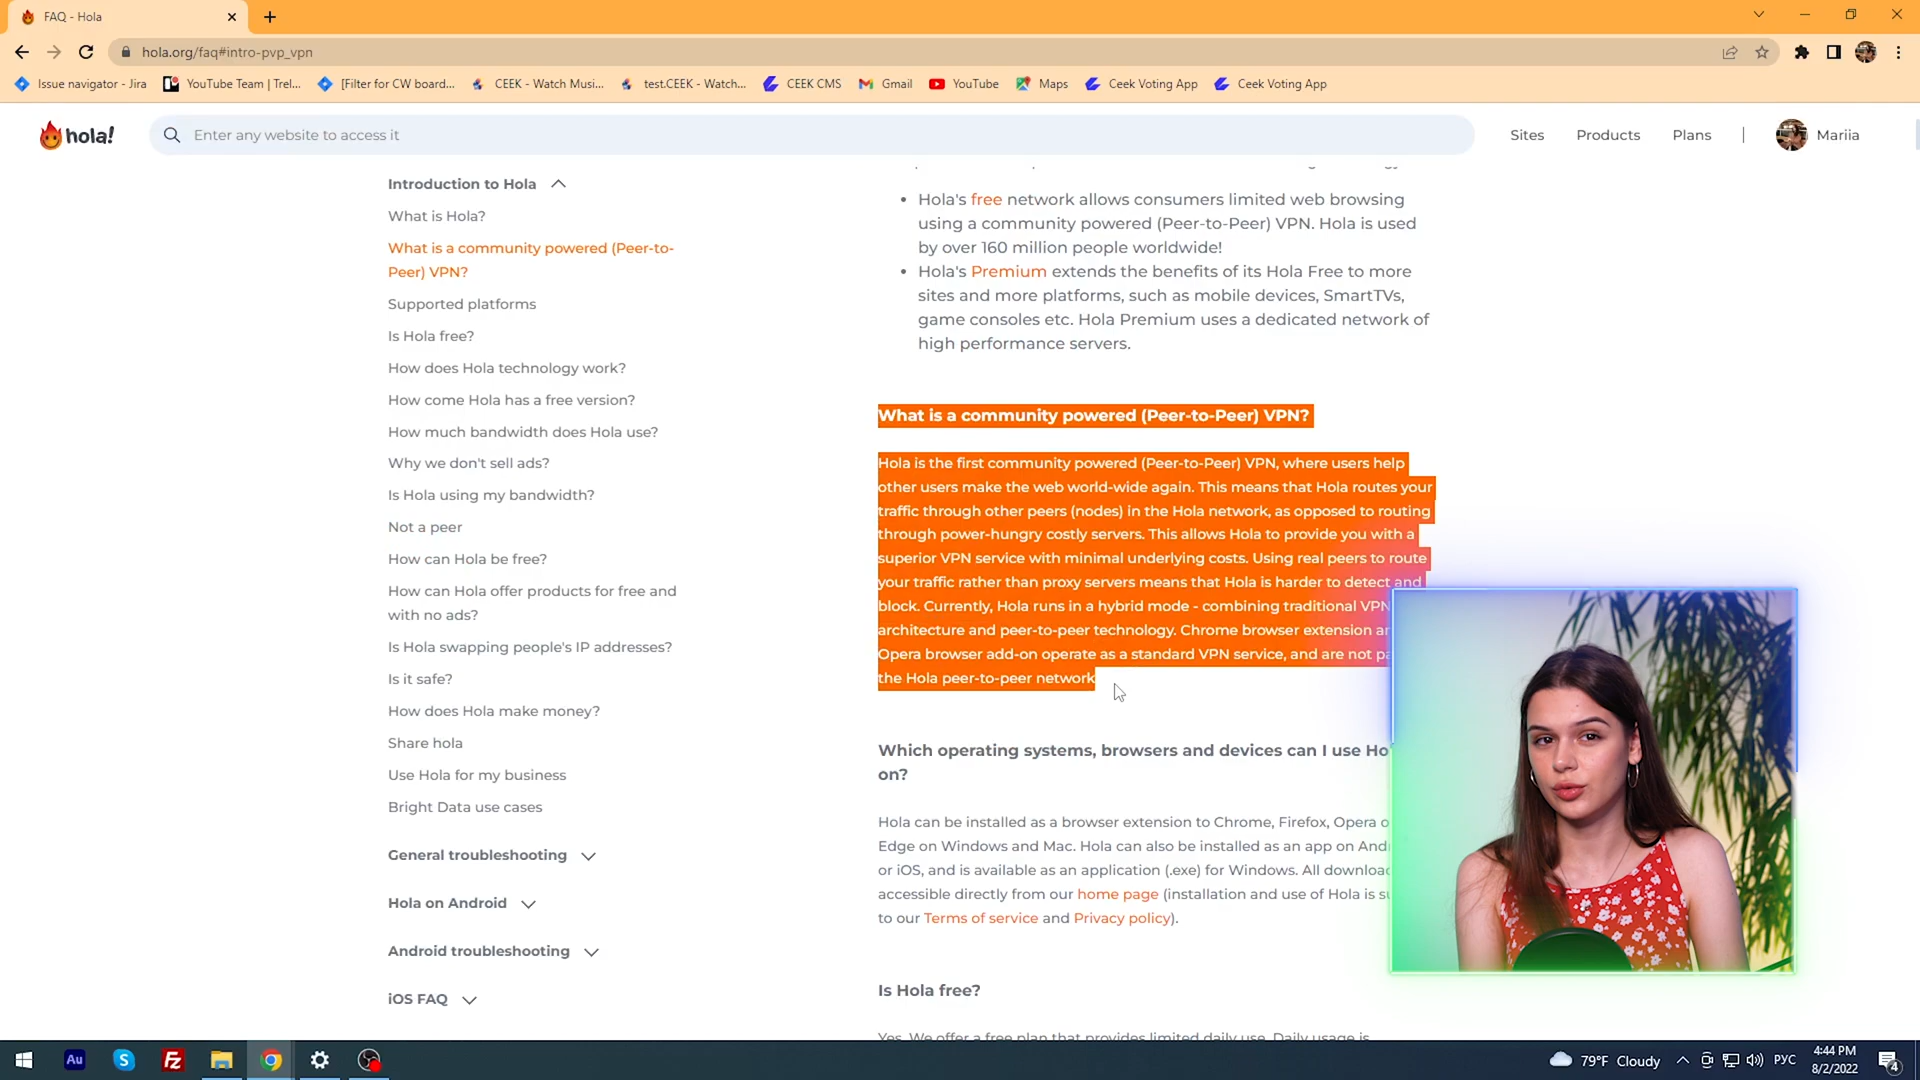 FAQ - Hola
hola.org/faq#intro-pvp_vpn
Issue navigator - Jira
YouTube Team | Trel...
[Filter for CW board...
CEEK - Watch Musi...
test.CEEK - Watch...
CEEK CMS
Gmail
YouTube
Maps
Ceek Voting App
Ceek Voting App
hola!
Enter any website to access it
Sites
Products
Plans
Mariia
Introduction to Hola
What is Hola?
What is a community powered (Peer-to-
Peer) VPN?
Supported platforms
Is Hola free?
How does Hola technology work?
How come Hola has a free version?
How much bandwidth does Hola use?
Why we don't sell ads?
Is Hola using my bandwidth?
Not a peer
How can Hola be free?
How can Hola offer products for free and
with no ads?
Is Hola swapping people's IP addresses?
Is it safe?
How does Hola make money?
Share hola
Use Hola for my business
Bright Data use cases
General troubleshooting
Hola on Android
Android troubleshooting
iOS FAQ
• Hola's free network allows consumers limited web browsing
using a community powered (Peer-to-Peer) VPN. Hola is used
by over 160 million people worldwide!
• Hola's Premium extends the benefits of its Hola Free to more
sites and more platforms, such as mobile devices, SmartTVs,
game consoles etc. Hola Premium uses a dedicated network of
high performance servers.
What is a community powered (Peer-to-Peer) VPN?
Hola is the first community powered (Peer-to-Peer) VPN, where users help
other users make the web world-wide again. This means that Hola routes your
traffic through other peers (nodes) in the Hola network, as opposed to routing
through power-hungry costly servers. This allows Hola to provide you with a
superior VPN service with minimal underlying costs. Using real peers to route
your traffic rather than proxy servers means that Hola is harder to detect and
block. Currently, Hola runs in a hybrid mode - combining traditional VPN
architecture and peer-to-peer technology. Chrome browser extension
Opera browser add-on operate as a standard VPN service, and are not
the Hola peer-to-peer network
Which operating systems, browsers and devices can I use
on?
Hola can be installed as a browser extension to Chrome, Firefox, Opera
Edge on Windows and Mac. Hola can also be installed as an app on
or iOS, and is available as an application (.exe) for Windows. All
accessible directly from our home page (installation and use of Hola is
to our Terms of service and Privacy policy).
Is Hola free?
Yes. We offer a free plan that provides limited daily use. Daily usage is
Au
79°F Cloudy
РУС
4:44 PM
8/2/2022
4